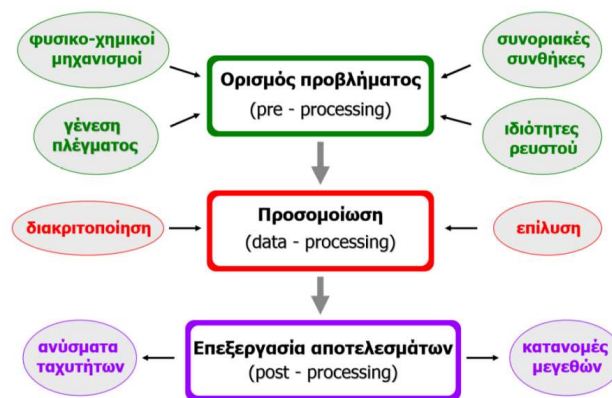 φυσικο-χημικοί
μηχανισμοί
συνοριακές
συνθήκες
Ορισμός προβλήματος
(pre - processing)
γένεση
πλέγματος
ιδιότητες
ρευστού
διακριτοποίηση
Προσομοίωση
(data - processing)
επίλυση
ανύσματα
ταχυτήτων
Επεξεργασία αποτελεσμάτων
(post - processing)
κατανομές
μεγεθών